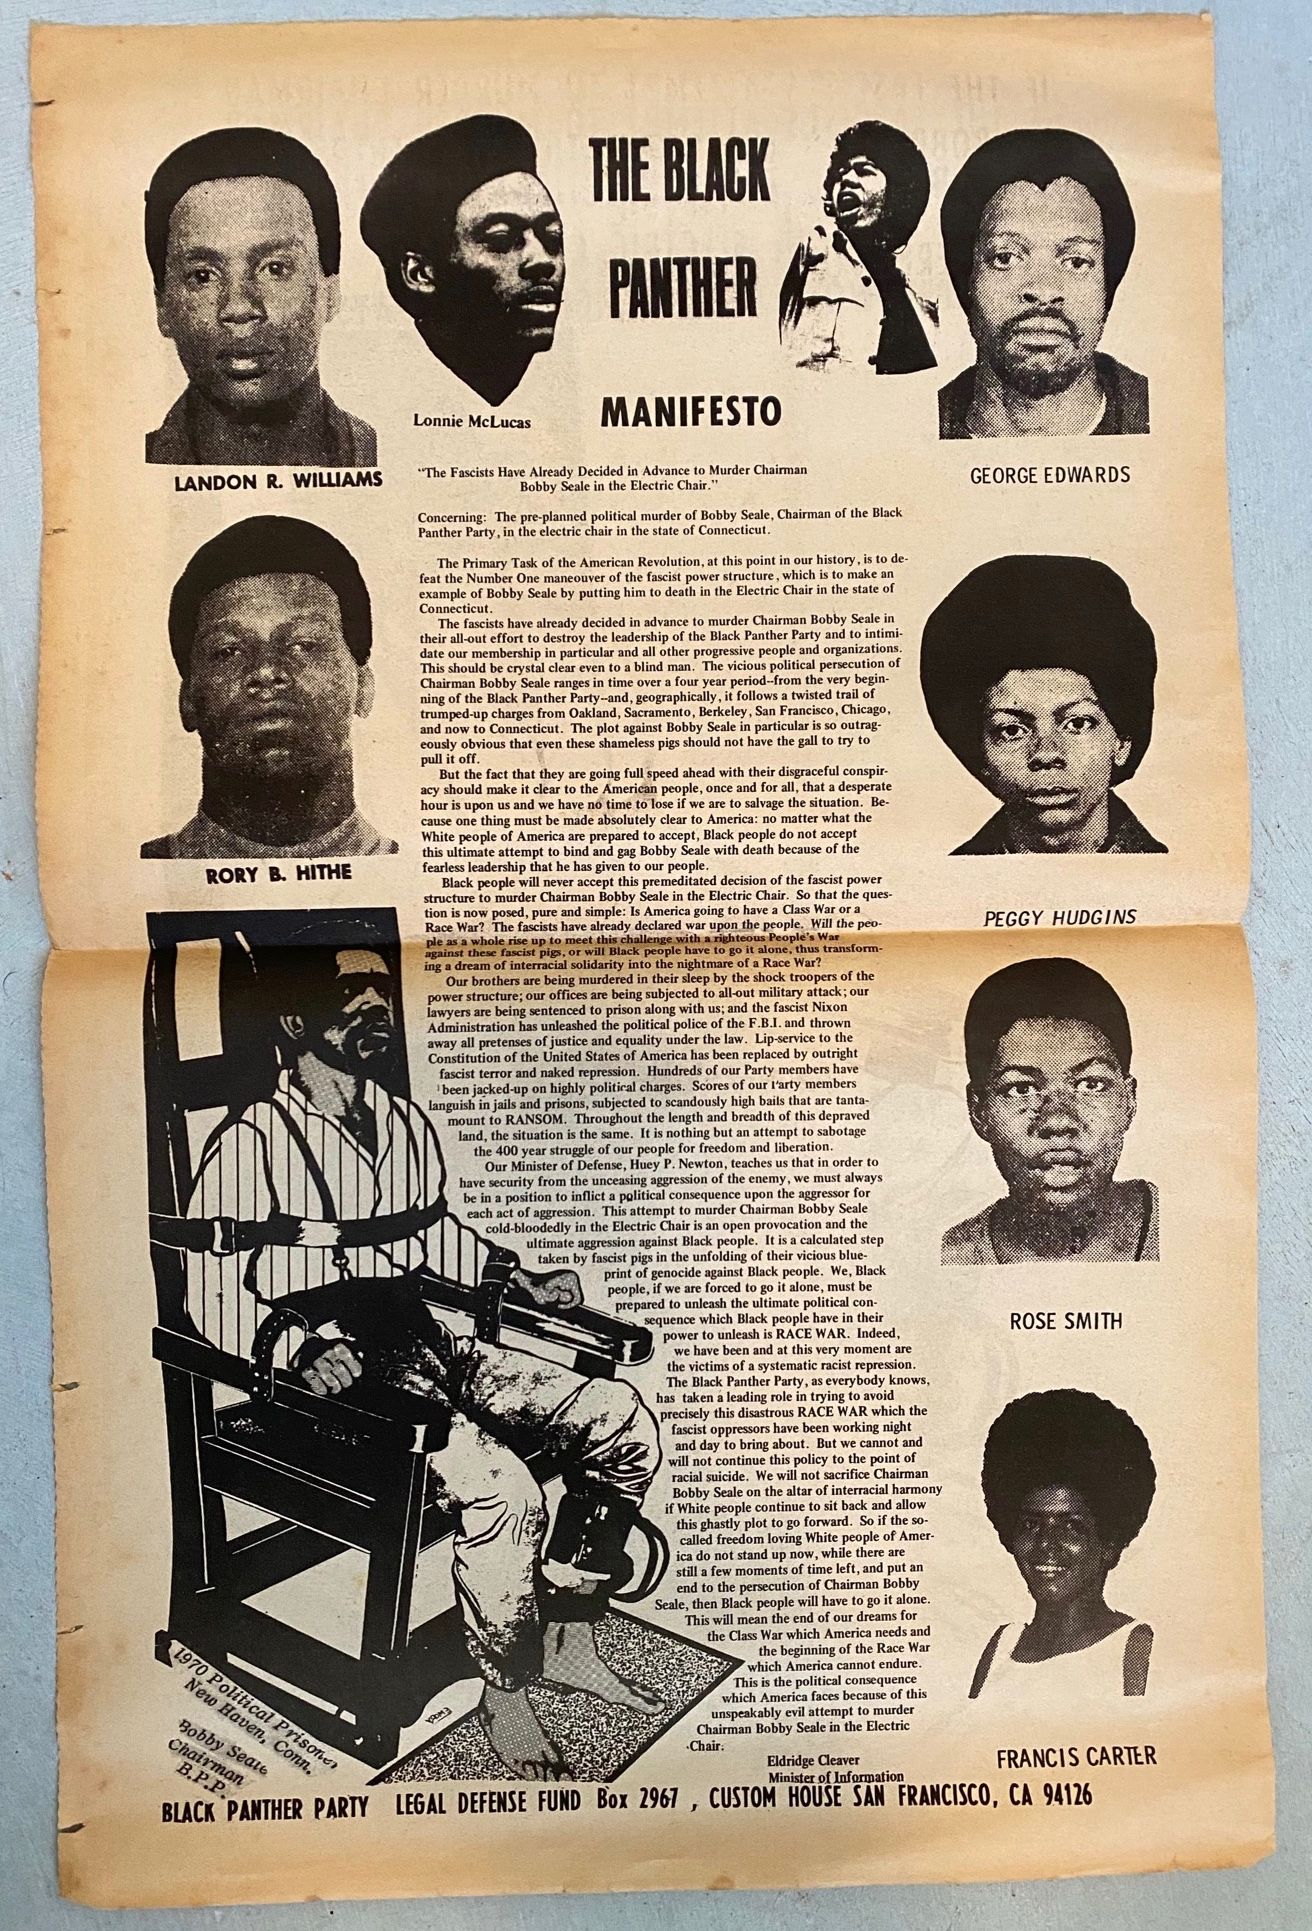 THE BLACK
PANTHER
MANIFESTO
LANDON R. WILLIAMS
Lonnie McLucas
GEORGE EDWARDS
"The Fascists Have Already Decided in Advance to Murder Chairman
Bobby Seale in the Electric Chair."
Concerning: The pre-planned political murder of Bobby Seale, Chairman of the Black
Panther Party, in the electric chair in the state of Connecticut.
The Primary Task of the American Revolution, at this point in our history, is to de-
feat the Number One maneouver of the fascist power structure, which is to make an
example of Bobby Seale by putting him to death in the Electric Chair in the state of
Connecticut.
The fascists have already decided in advance to murder Chairman Bobby Seale in
their all-out effort to destroy the leadership of the Black Panther Party and to intimi-
date our membership in particular and all other progressive people and organizations.
This should be crystal clear even to a blind man. The vicious political persecution of
Chairman Bobby Seale ranges in time over a four year period--from the very begin-
ning of the Black Panther Party--and, geographically, it follows a twisted trail of
trumped-up charges from Oakland, Sacramento, Berkeley, San Francisco, Chicago,
and now to Connecticut. The plot against Bobby Seale in particular is so outrag-
eously obvious that even these shameless pigs should not have the gall to try to
pull it off.
But the fact that they are going full speed ahead with their disgraceful conspir-
acy should make it clear to the American people, once and for all, that a desperate
hour is upon us and we have no time to lose if we are to salvage the situation. Be-
cause one thing must be made absolutely clear to America: no matter what the
White people of America are prepared to accept, Black people do not accept
this ultimate attempt to bind and gag Bobby Seale with death because of the
fearless leadership that he has given to our people.
Black people will never accept this premeditated decision of the fascist power
structure to murder Chairman Bobby Seale in the Electric Chair. So that the ques-
tion is now posed, pure and simple: Is America going to have a Class War or a
Race War? The fascists have already declared war upon the people. Will the peo-
ple as a whole rise up to meet this challenge with a righteous People's War
against these fascist pigs, or will Black people have to go it alone, thus transform-
ing a dream of interracial solidarity into the nightmare of a Race War?
Our brothers are being murdered in their sleep by the shock troopers of the
power structure; our offices are being subjected to all-out military attack; our
lawyers are being sentenced to prison along with us; and the fascist Nixon
Administration has unleashed the political police of the F.B.I. and thrown
away all pretenses of justice and equality under the law. Lip-service to the
Constitution of the United States of America has been replaced by outright
fascist terror and naked repression. Hundreds of our Party members have
been jacked-up on highly political charges. Scores of our Party members
languish in jails and prisons, subjected to scandously high bails that are tanta-
mount to RANSOM. Throughout the length and breadth of this depraved
land, the situation is the same. It is nothing but an attempt to sabotage
the 400 year struggle of our people for freedom and liberation.
Our Minister of Defense, Huey P. Newton, teaches us that in order to
have security from the unceasing aggression of the enemy, we must always
be in a position to inflict a political consequence upon the aggressor for
each act of aggression. This attempt to murder Chairman Bobby Seale
cold-bloodedly in the Electric Chair is an open provocation and the
ultimate aggression against Black people. It is a calculated step
taken by fascist pigs in the unfolding of their vicious blue-
print of genocide against Black people. We, Black
people, if we are forced to go it alone, must be
prepared to unleash the ultimate political con-
sequence which Black people have in their
power to unleash is RACE WAR. Indeed,
we have been and at this very moment are
the victims of a systematic racist repression.
The Black Panther Party, as everybody knows,
has taken a leading role in trying to avoid
precisely this disastrous RACE WAR which the
fascist oppressors have been working night
and day to bring about. But we cannot and
will not continue this policy to the point of
racial suicide. We will not sacrifice Chairman
Bobby Seale on the altar of interracial harmony
if White people continue to sit back and allow
this ghastly plot to go forward. So if the so-
called freedom loving White people of Amer-
ica do not stand up now, while there are
still a few moments of time left, and put an
end to the persecution of Chairman Bobby
Seale, then Black people will have to go it alone.
This will mean the end of our dreams for
the Class War which America needs and
the beginning of the Race War
which America cannot endure.
This is the political consequence
which America faces because of this
unspeakably evil attempt to murder
Chairman Bobby Seale in the Electric
Chair.
Eldridge Cleaver
Minister of Information
RORY B. HITHE
PEGGY HUDGINS
ROSE SMITH
FRANCIS CARTER
1970 Political Prisoner
New Haven, Conn.
Bobby Seale
Chairman
B.P.P.
BLACK PANTHER PARTY LEGAL DEFENSE FUND Box 2967 , CUSTOM HOUSE SAN FRANCISCO, CA 94126